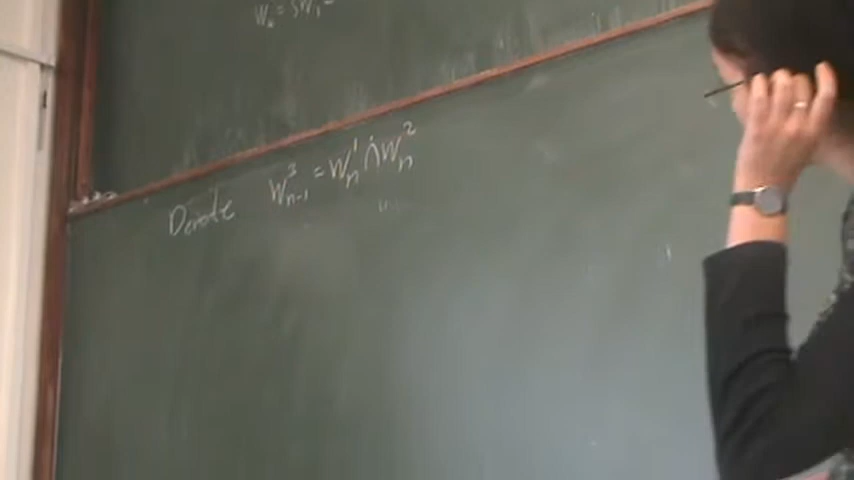 Denote W³ₙ₋₁ = W¹ₙ ∩̇ W²ₙ